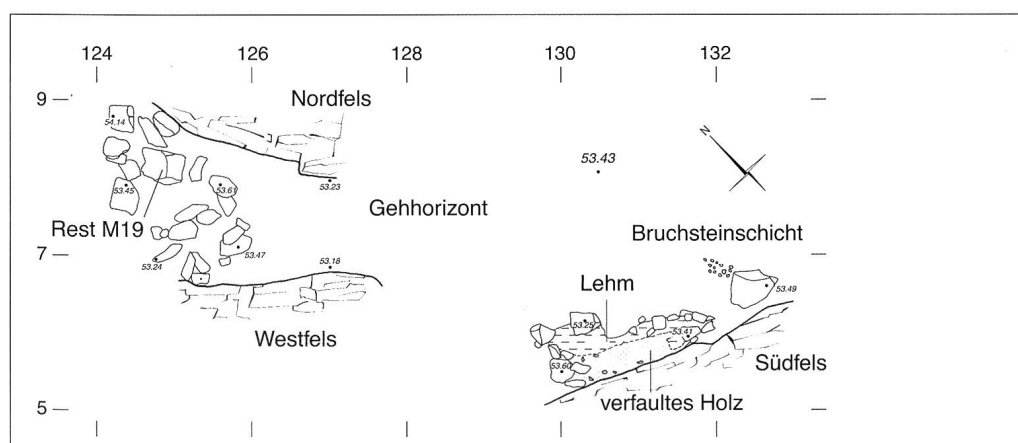 124 126 128 130 132
9
Nordfels
54.14
53.43
53.45
53.61
53.23
Gehhorizont
Rest M19
N
Bruchsteinschicht
7
53.24
53.47
53.18
53.49
Lehm
53.25
53.41
Westfels
53.60
Südfels
verfaultes Holz
5